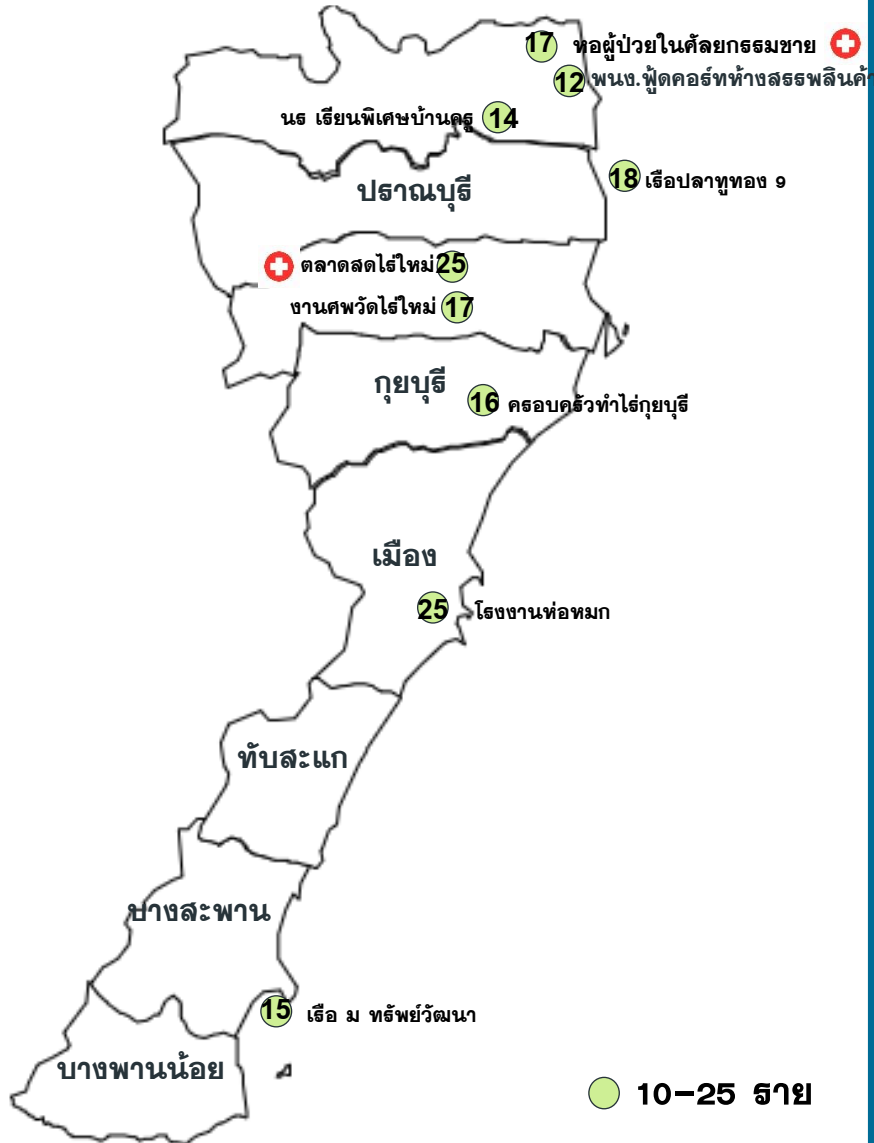 17 หอผู้ป่วยในศัลยกรรมชาย
12 พนง.ฟู้ดคอร์ทห้างสรรพสินค้า
นร เรียนพิเศษบ้านครู 14
18 เรือปลาทูทอง 9
ปราณบุรี
ตลาดสดไร่ใหม่ 25
งานศพวัดไร่ใหม่ 17
กุยบุรี
16 ครอบครัวทำไร่กุยบุรี
เมือง
25 โรงงานห่อหมก
ทับสะแก
บางสะพาน
15 เรือ ม ทรัพย์วัฒนา
บางพานน้อย
10-25 ราย